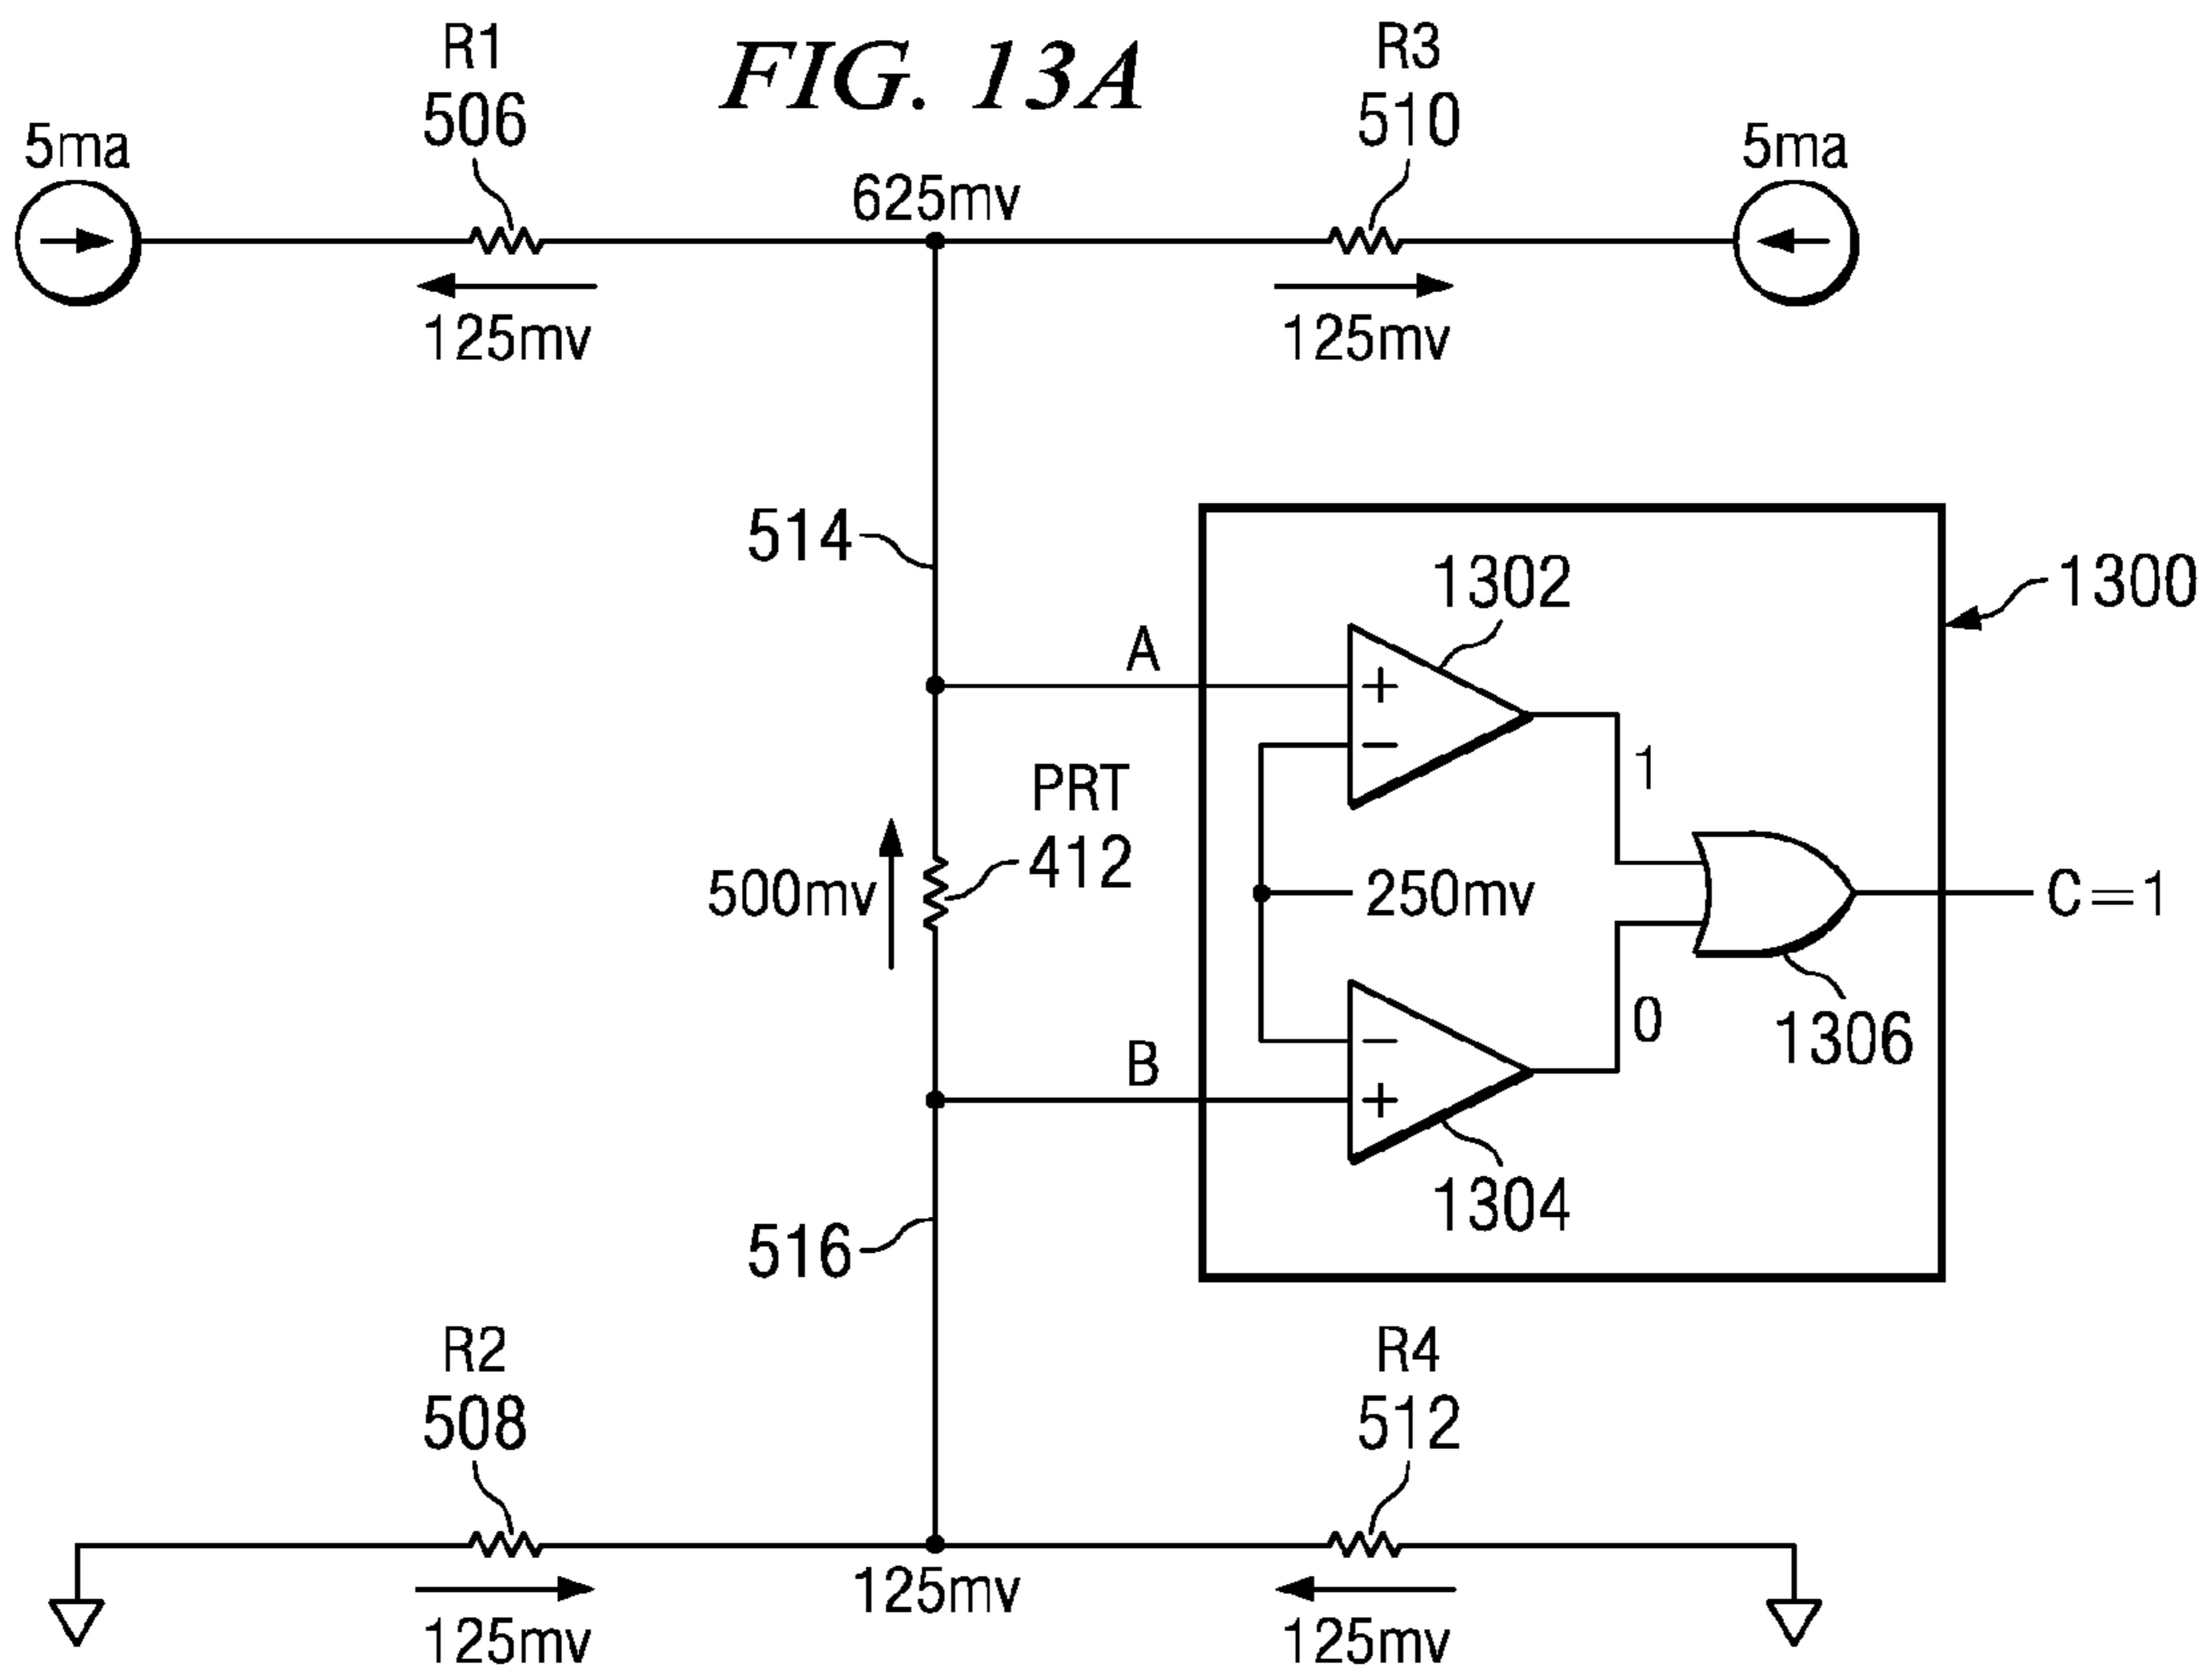 FIG. 13A
R1
506
R3
510
5ma
5ma
625mv
125mv
125mv
514
1302
1300
A
+
−
1
PRT
412
500mv
250mv
C=1
−
+
0
1306
B
1304
516
R2
508
R4
512
125mv
125mv
125mv